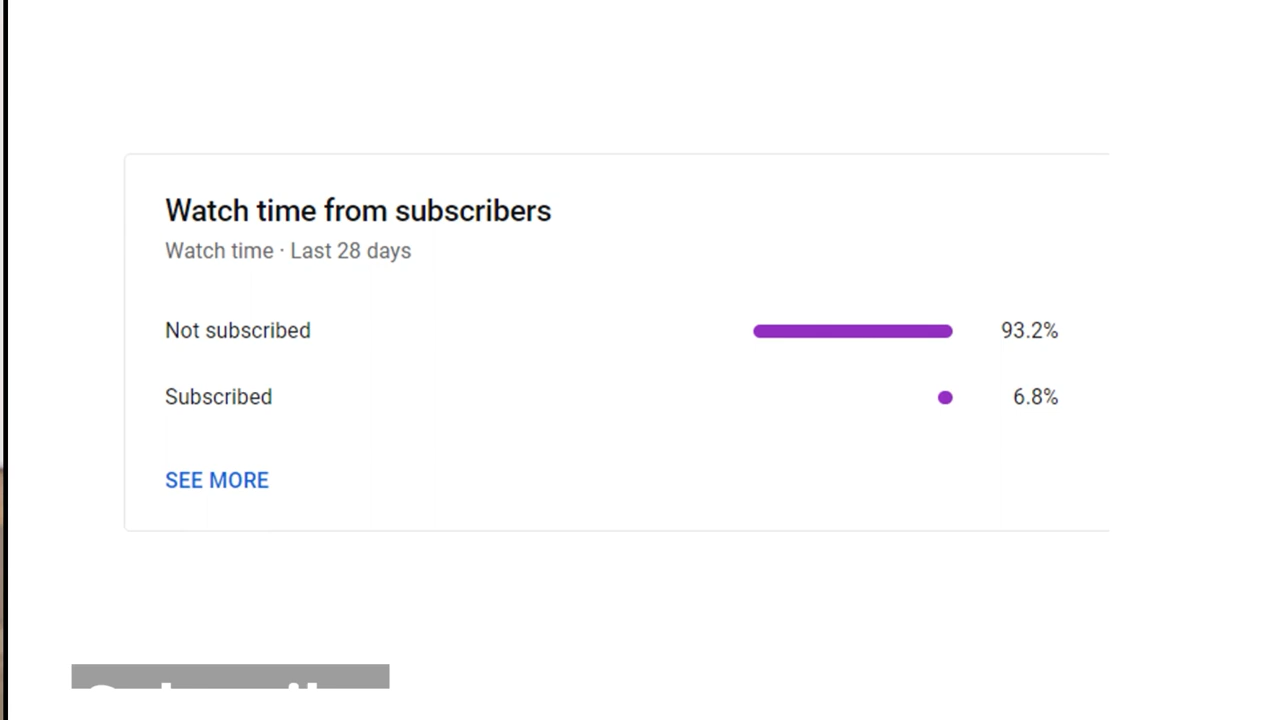 Watch time from subscribers
Watch time · Last 28 days
Not subscribed 93.2%
Subscribed 6.8%
SEE MORE